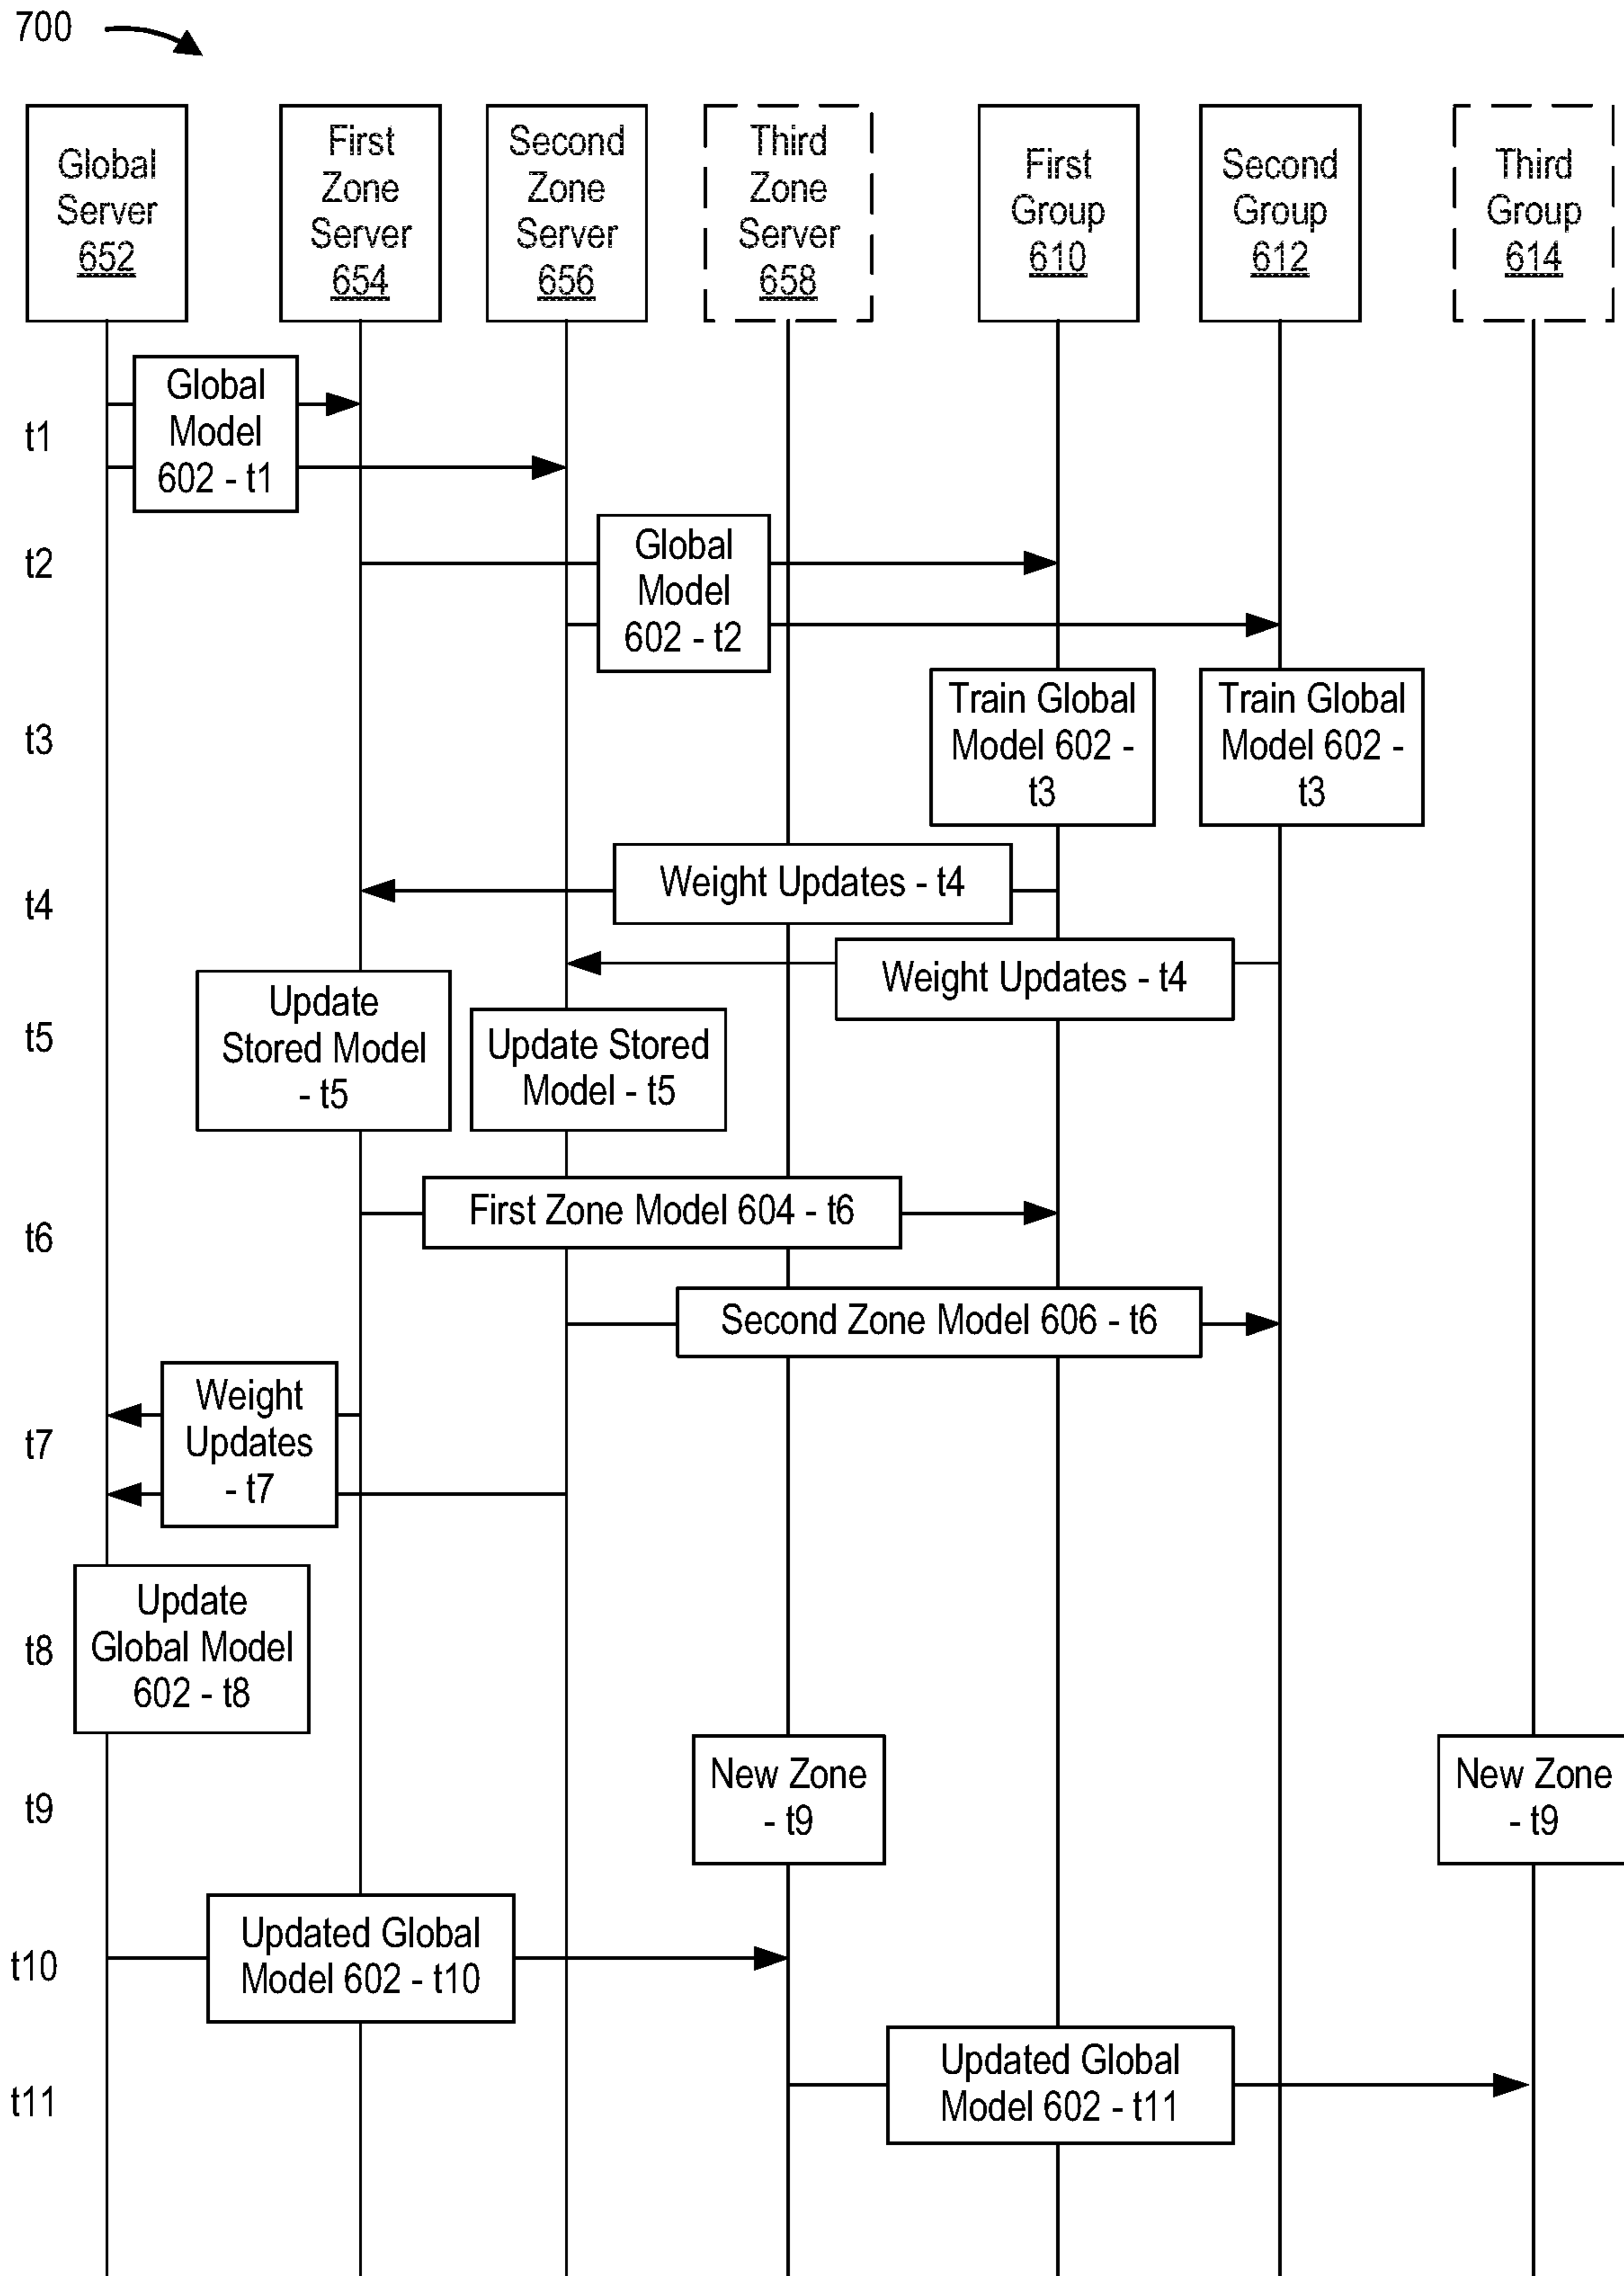 700
Global
Server
652
First
Zone
Server
654
Second
Zone
Server
656
Third
Zone
Server
658
First
Group
610
Second
Group
612
Third
Group
614
t1
Global
Model
602 - t1
t2
Global
Model
602 - t2
t3
Train Global
Model 602 -
t3
Train Global
Model 602 -
t3
t4
Weight Updates - t4
Weight Updates - t4
t5
Update
Stored Model
- t5
Update Stored
Model - t5
t6
First Zone Model 604 - t6
Second Zone Model 606 - t6
t7
Weight
Updates
- t7
t8
Update
Global Model
602 - t8
t9
New Zone
- t9
New Zone
- t9
t10
Updated Global
Model 602 - t10
t11
Updated Global
Model 602 - t11